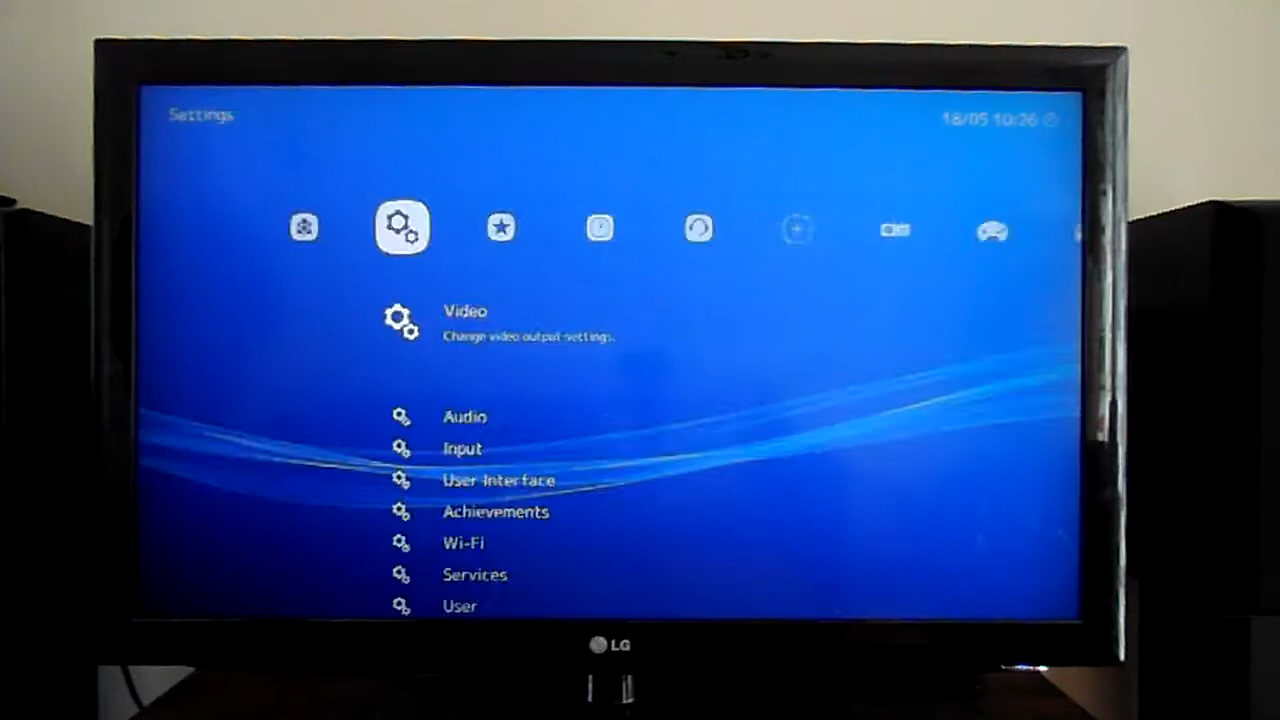 Settings
18/05 10:26
Video
Change video output settings.
Audio
Input
User Interface
Achievements
Wi-Fi
Services
User
LG